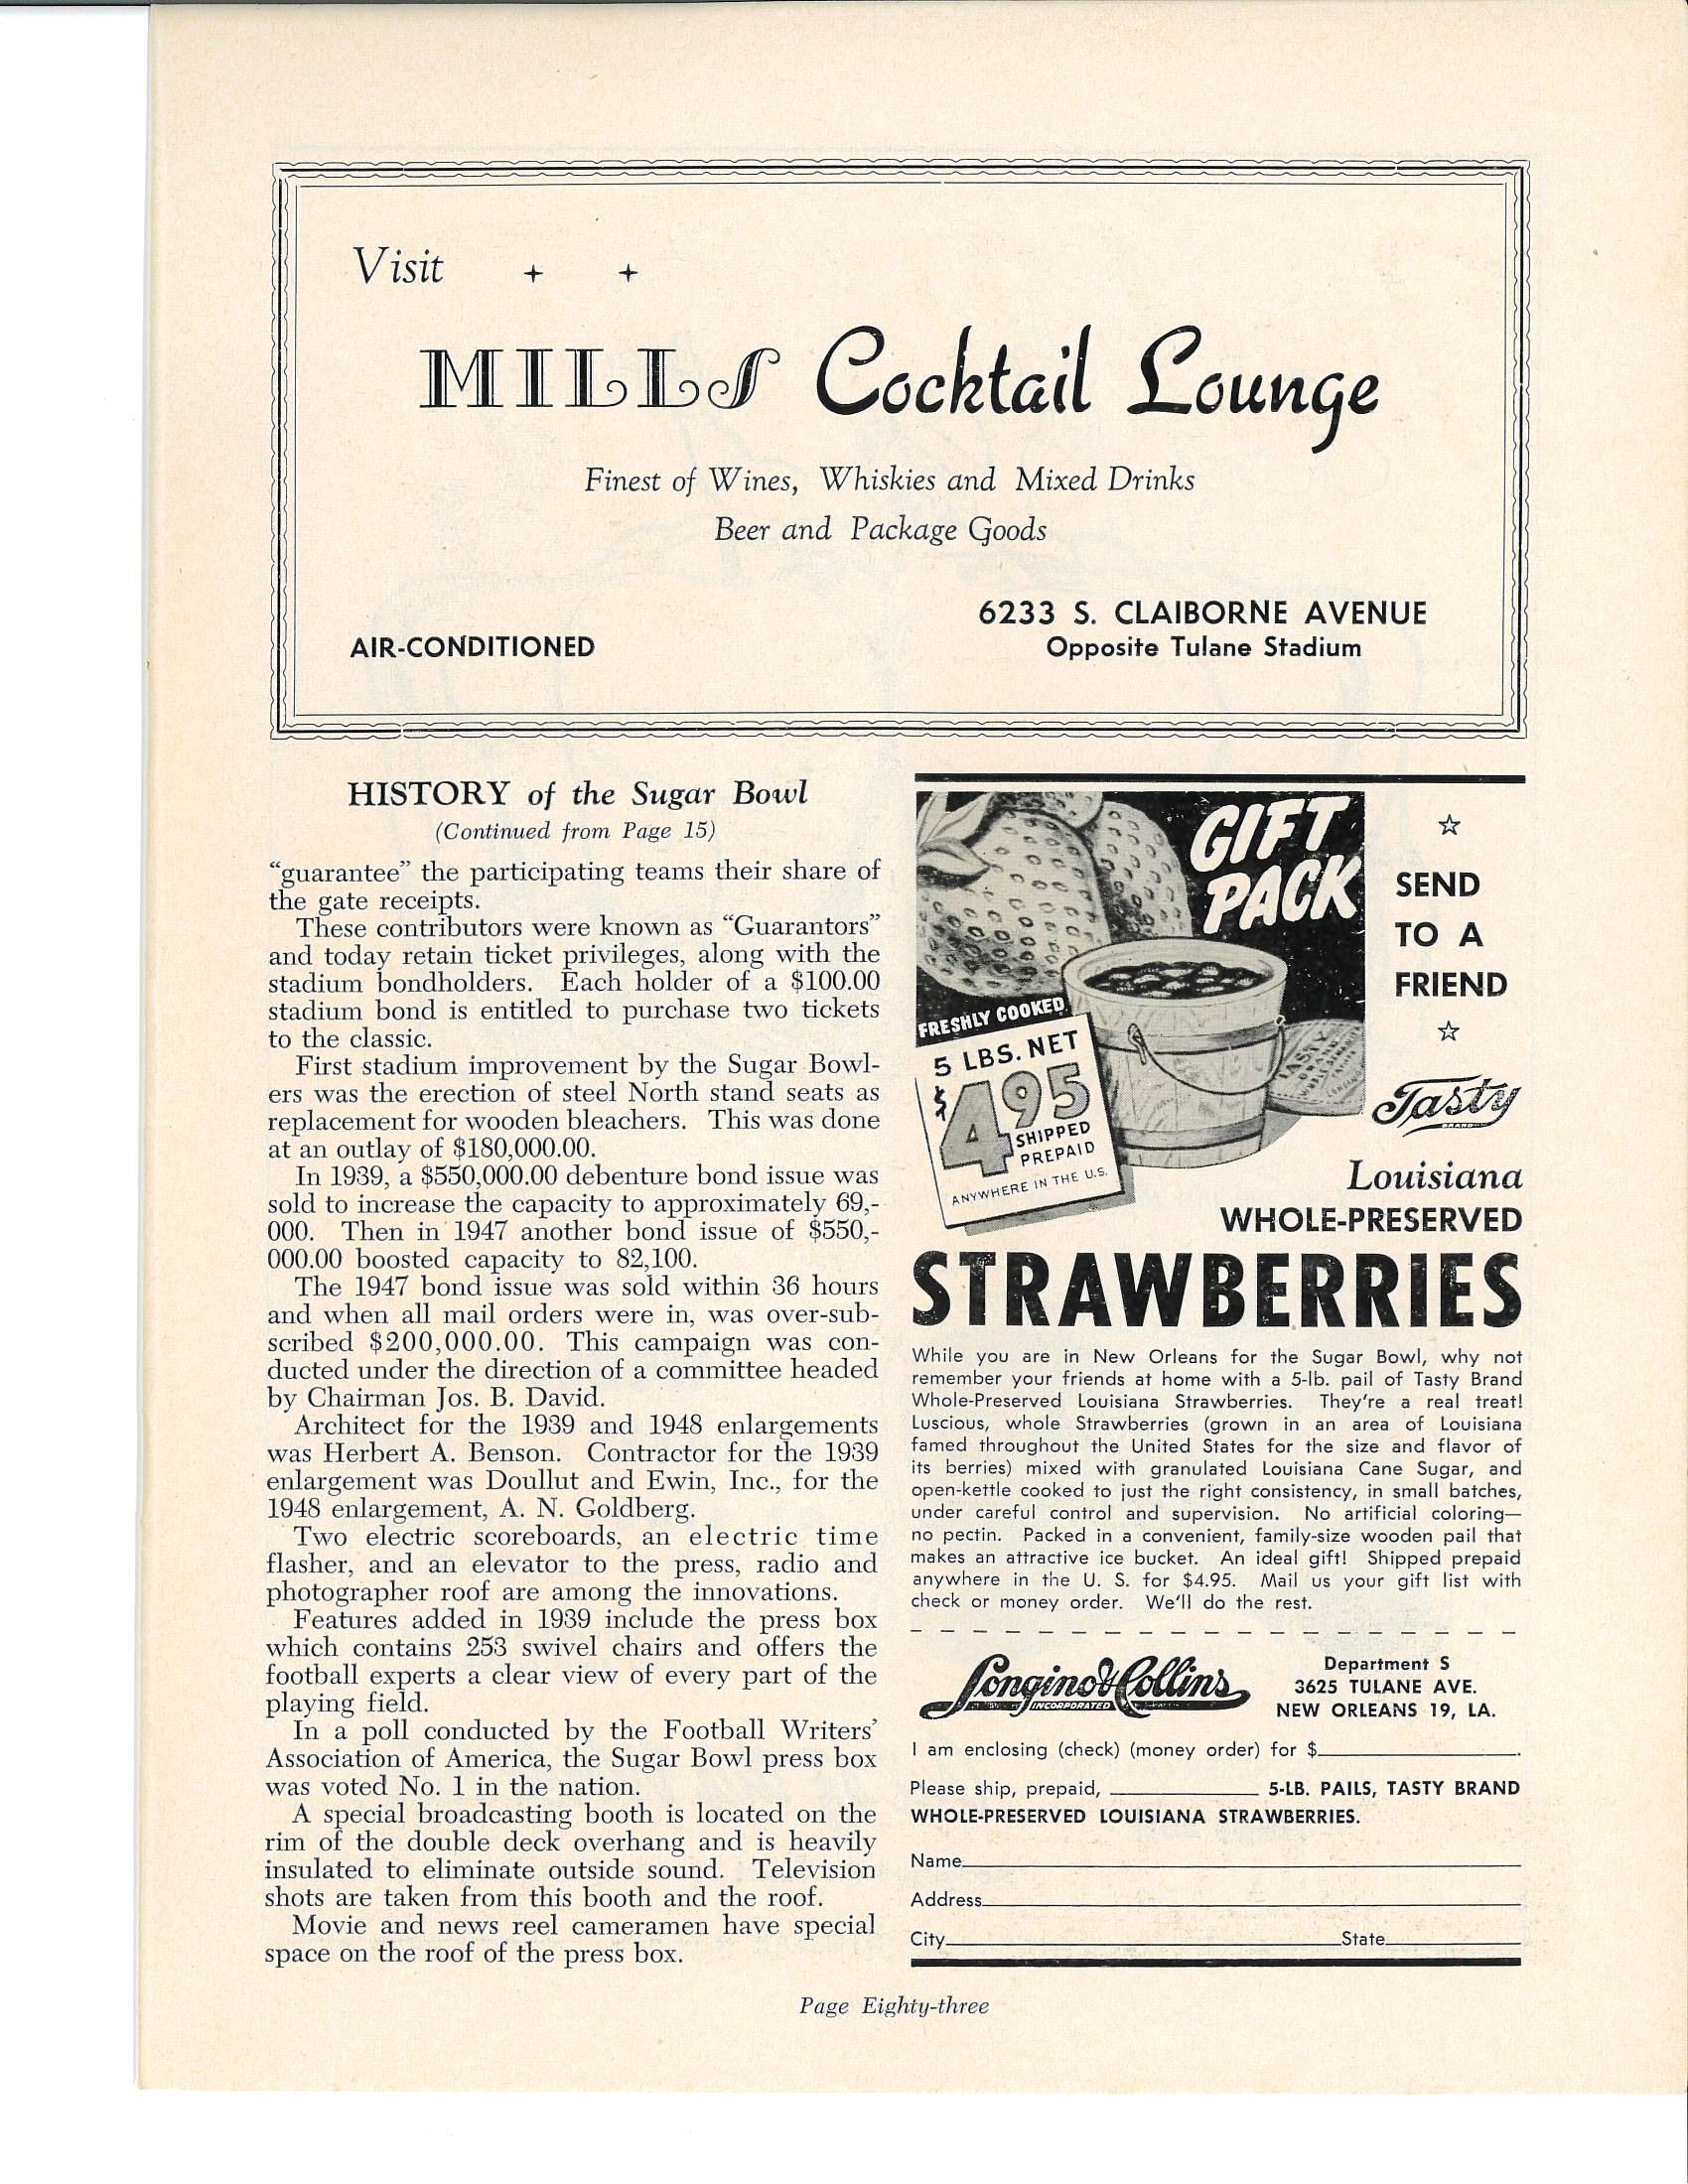 Visit + +
MILLS Cocktail Lounge
Finest of Wines, Whiskies and Mixed Drinks
Beer and Package Goods
6233 S. CLAIBORNE AVENUE
AIR-CONDITIONED
Opposite Tulane Stadium
HISTORY of the Sugar Bowl
(Continued from Page 15)
“guarantee” the participating teams their share of
the gate receipts.
These contributors were known as “Guarantors”
and today retain ticket privileges, along with the
stadium bondholders. Each holder of a $100.00
stadium bond is entitled to purchase two tickets
to the classic.
First stadium improvement by the Sugar Bowl-
ers was the erection of steel North stand seats as
replacement for wooden bleachers. This was done
at an outlay of $180,000.00.
In 1939, a $550,000.00 debenture bond issue was
sold to increase the capacity to approximately 69,-
000. Then in 1947 another bond issue of $550,-
000.00 boosted capacity to 82,100.
The 1947 bond issue was sold within 36 hours
and when all mail orders were in, was over-sub-
scribed $200,000.00. This campaign was con-
ducted under the direction of a committee headed
by Chairman Jos. B. David.
Architect for the 1939 and 1948 enlargements
was Herbert A. Benson. Contractor for the 1939
enlargement was Doullut and Ewin, Inc., for the
1948 enlargement, A. N. Goldberg.
Two electric scoreboards, an electric time
flasher, and an elevator to the press, radio and
photographer roof are among the innovations.
Features added in 1939 include the press box
which contains 253 swivel chairs and offers the
football experts a clear view of every part of the
playing field.
In a poll conducted by the Football Writers’
Association of America, the Sugar Bowl press box
was voted No. 1 in the nation.
A special broadcasting booth is located on the
rim of the double deck overhang and is heavily
insulated to eliminate outside sound. Television
shots are taken from this booth and the roof.
Movie and news reel cameramen have special
space on the roof of the press box.
GIFT
PACK
FRESHLY COOKED
5 LBS. NET
$4.95
SHIPPED
PREPAID
ANYWHERE IN THE U.S.
TASTY
☆
SEND
TO A
FRIEND
☆
Tasty
BRAND
Louisiana
WHOLE-PRESERVED
STRAWBERRIES
While you are in New Orleans for the Sugar Bowl, why not
remember your friends at home with a 5-lb. pail of Tasty Brand
Whole-Preserved Louisiana Strawberries. They're a real treat!
Luscious, whole Strawberries (grown in an area of Louisiana
famed throughout the United States for the size and flavor of
its berries) mixed with granulated Louisiana Cane Sugar, and
open-kettle cooked to just the right consistency, in small batches,
under careful control and supervision. No artificial coloring—
no pectin. Packed in a convenient, family-size wooden pail that
makes an attractive ice bucket. An ideal gift! Shipped prepaid
anywhere in the U. S. for $4.95. Mail us your gift list with
check or money order. We'll do the rest.
Longino & Collins
INCORPORATED
Department S
3625 TULANE AVE.
NEW ORLEANS 19, LA.
I am enclosing (check) (money order) for $____.
Please ship, prepaid, ____ 5-LB. PAILS, TASTY BRAND
WHOLE-PRESERVED LOUISIANA STRAWBERRIES.
Name____
Address____
City____State____
Page Eighty-three